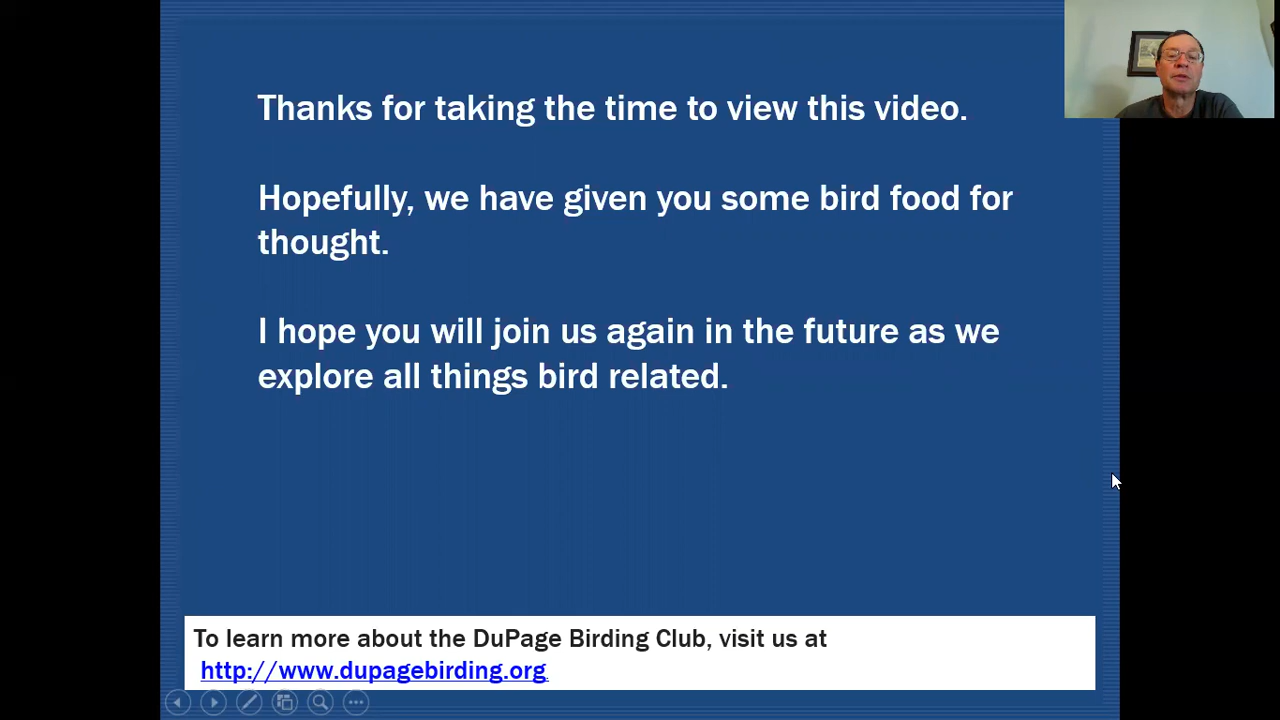 Thanks for taking the time to view this video.
Hopefully, we have given you some bird food for
thought.
I hope you will join us again in the future as we
explore all things bird related.
To learn more about the DuPage Birding Club, visit us at
http://www.dupagebirding.org